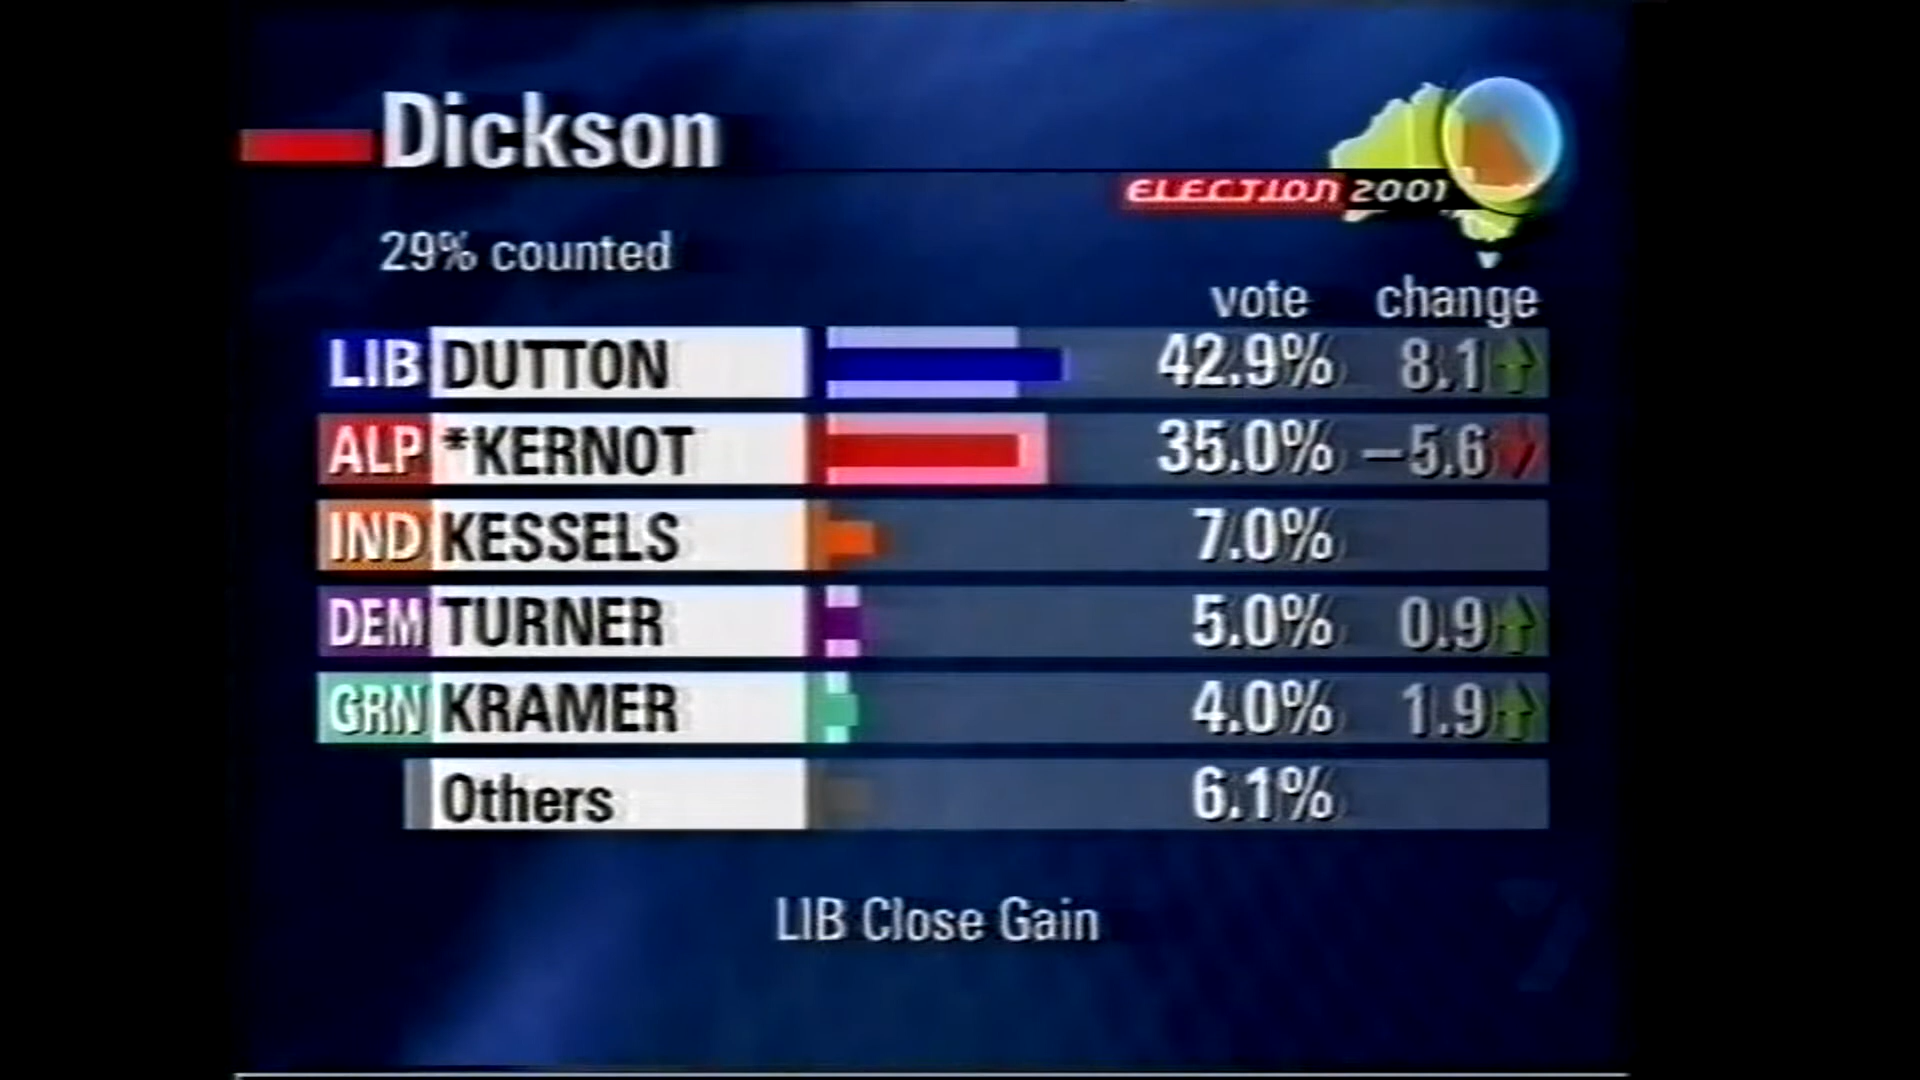 Dickson
ELECTION 2001
29% counted
vote change
LIB DUTTON 42.9% 8.1
ALP *KERNOT 35.0% –5.6
IND KESSELS 7.0%
DEM TURNER 5.0% 0.9
GRN KRAMER 4.0% 1.9
Others 6.1%
LIB Close Gain
7